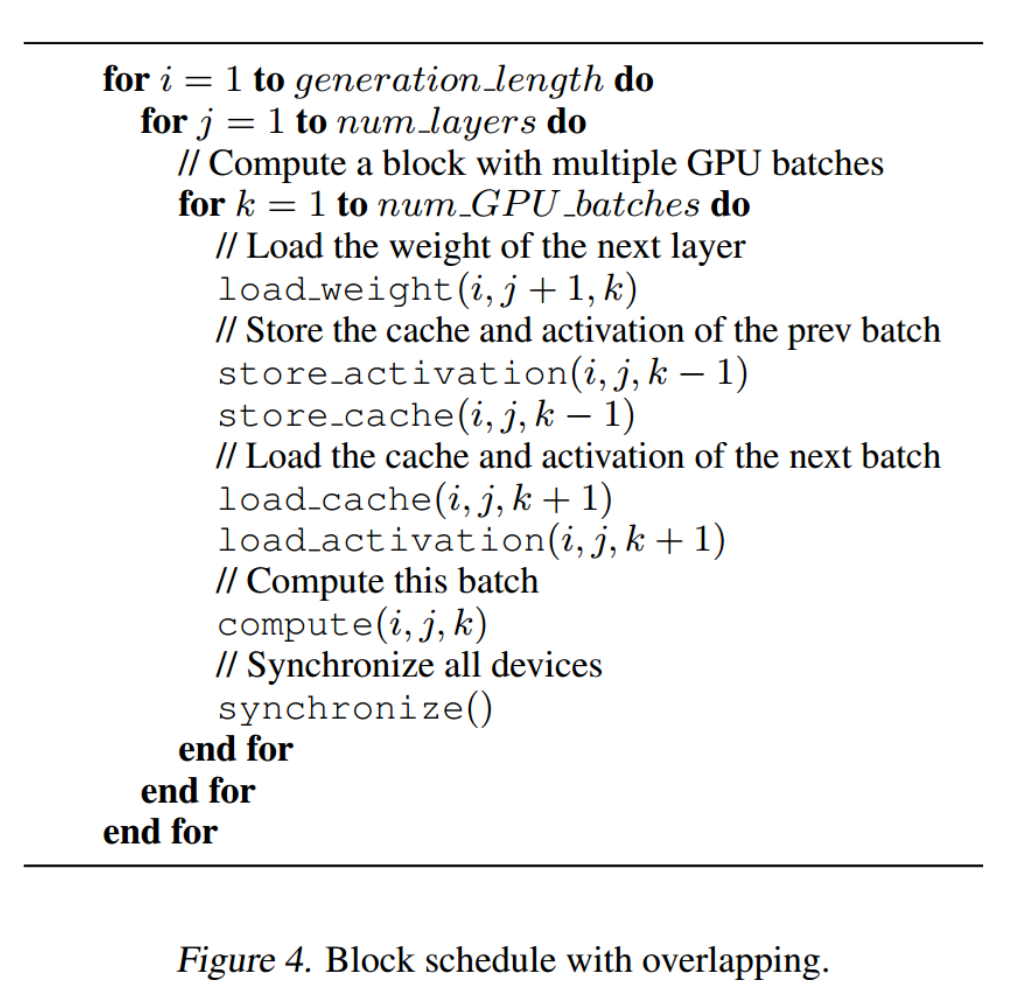 for i = 1 to generation_length do
for j = 1 to num_layers do
// Compute a block with multiple GPU batches
for k = 1 to num_GPU_batches do
// Load the weight of the next layer
load_weight(i, j + 1, k)
// Store the cache and activation of the prev batch
store_activation(i, j, k − 1)
store_cache(i, j, k − 1)
// Load the cache and activation of the next batch
load_cache(i, j, k + 1)
load_activation(i, j, k + 1)
// Compute this batch
compute(i, j, k)
// Synchronize all devices
synchronize()
end for
end for
end for
Figure 4. Block schedule with overlapping.